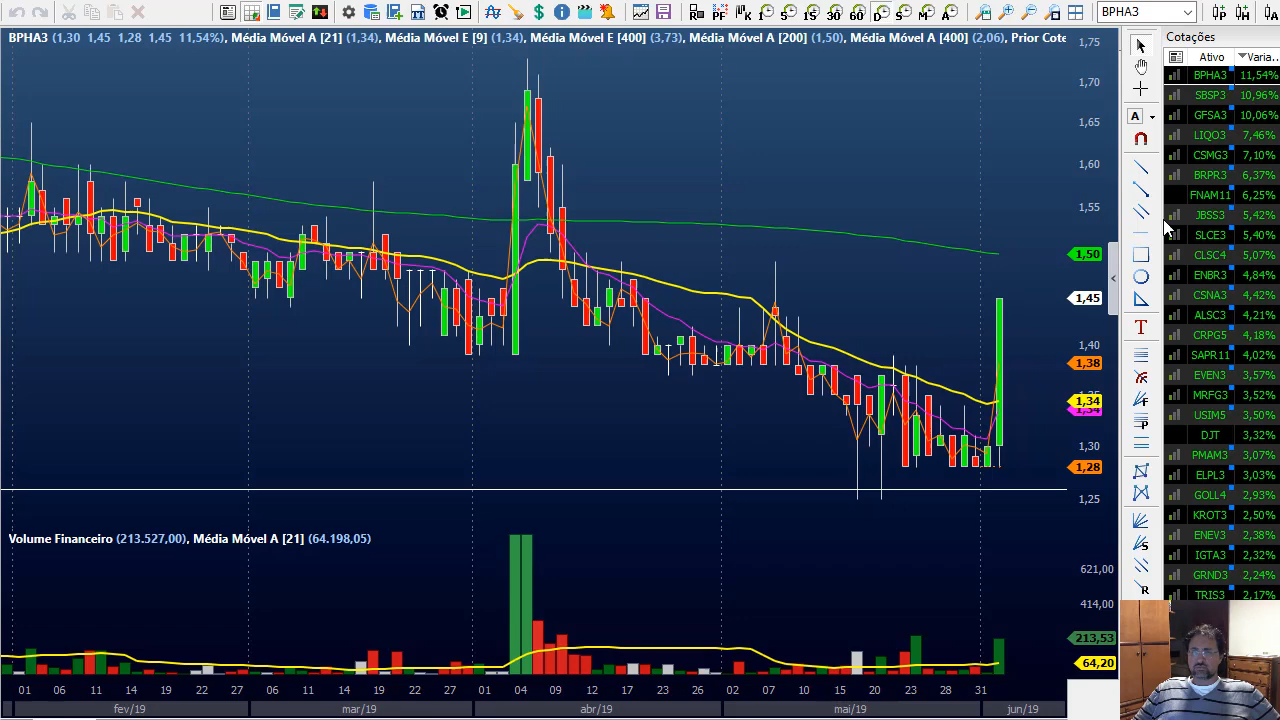 R PF K 1 5 15 30 60 D S M A BPHA3 P H
BPHA3 (1,30 1,45 1,28 1,45 11,54%), Média Móvel A [21] (1,34), Média Móvel E [9] (1,34), Média Móvel E [400] (3,73), Média Móvel A [200] (1,50), Média Móvel A [400] (2,06), Prior Cote
1,75
1,70
1,65
1,60
1,55
1,50
1,45
1,40
1,38
1,34
1,30
1,28
1,25
Volume Financeiro (213.527,00), Média Móvel A [21] (64.198,05)
621,00
414,00
213,53
64,20
01 06 11 14 22 27 06 11 14 19 22 27 01 04 09 12 17 23 26 02 07 10 15 20 23 28 31
fev/19 mar/19 abr/19 mai/19 jun/19
A
T
F
P
S
R
Cotações
Ativo Varia..
BPHA3 11,54%
SBSP3 10,96%
GFSA3 10,06%
LIQO3 7,46%
CSMG3 7,10%
BRPR3 6,37%
FNAM11 6,25%
JBSS3 5,42%
SLCE3 5,40%
CLSC4 5,07%
ENBR3 4,84%
CSNA3 4,42%
ALSC3 4,21%
CRPG5 4,18%
SAPR11 4,02%
EVEN3 3,57%
MRFG3 3,52%
USIM5 3,50%
DJT 3,32%
PMAM3 3,07%
ELPL3 3,03%
GOLL4 2,93%
KROT3 2,50%
ENEV3 2,38%
IGTA3 2,32%
GRND3 2,24%
TRIS3 2,17%